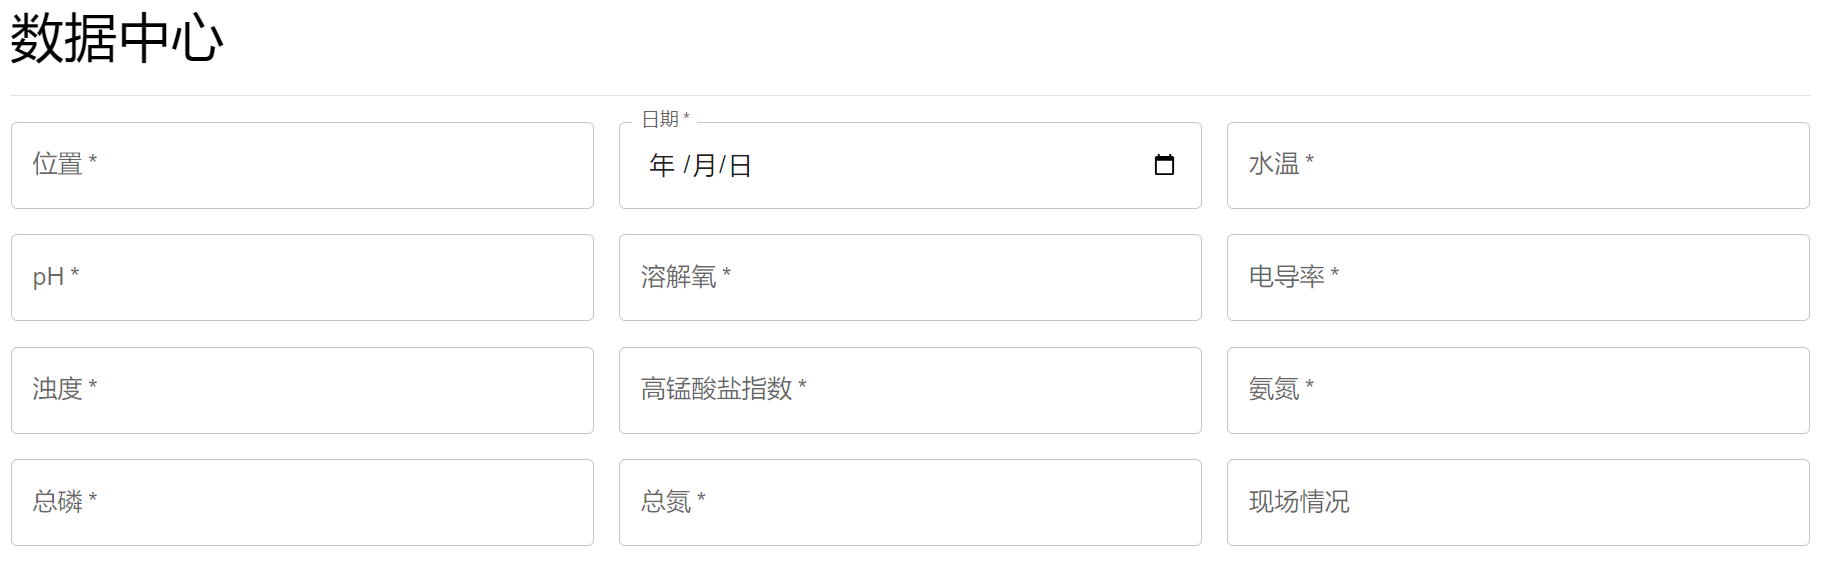 数据中心
位置 *
日期 *
年 /月/日
水温 *
pH *
溶解氧 *
电导率 *
浊度 *
高锰酸盐指数 *
氨氮 *
总磷 *
总氮 *
现场情况